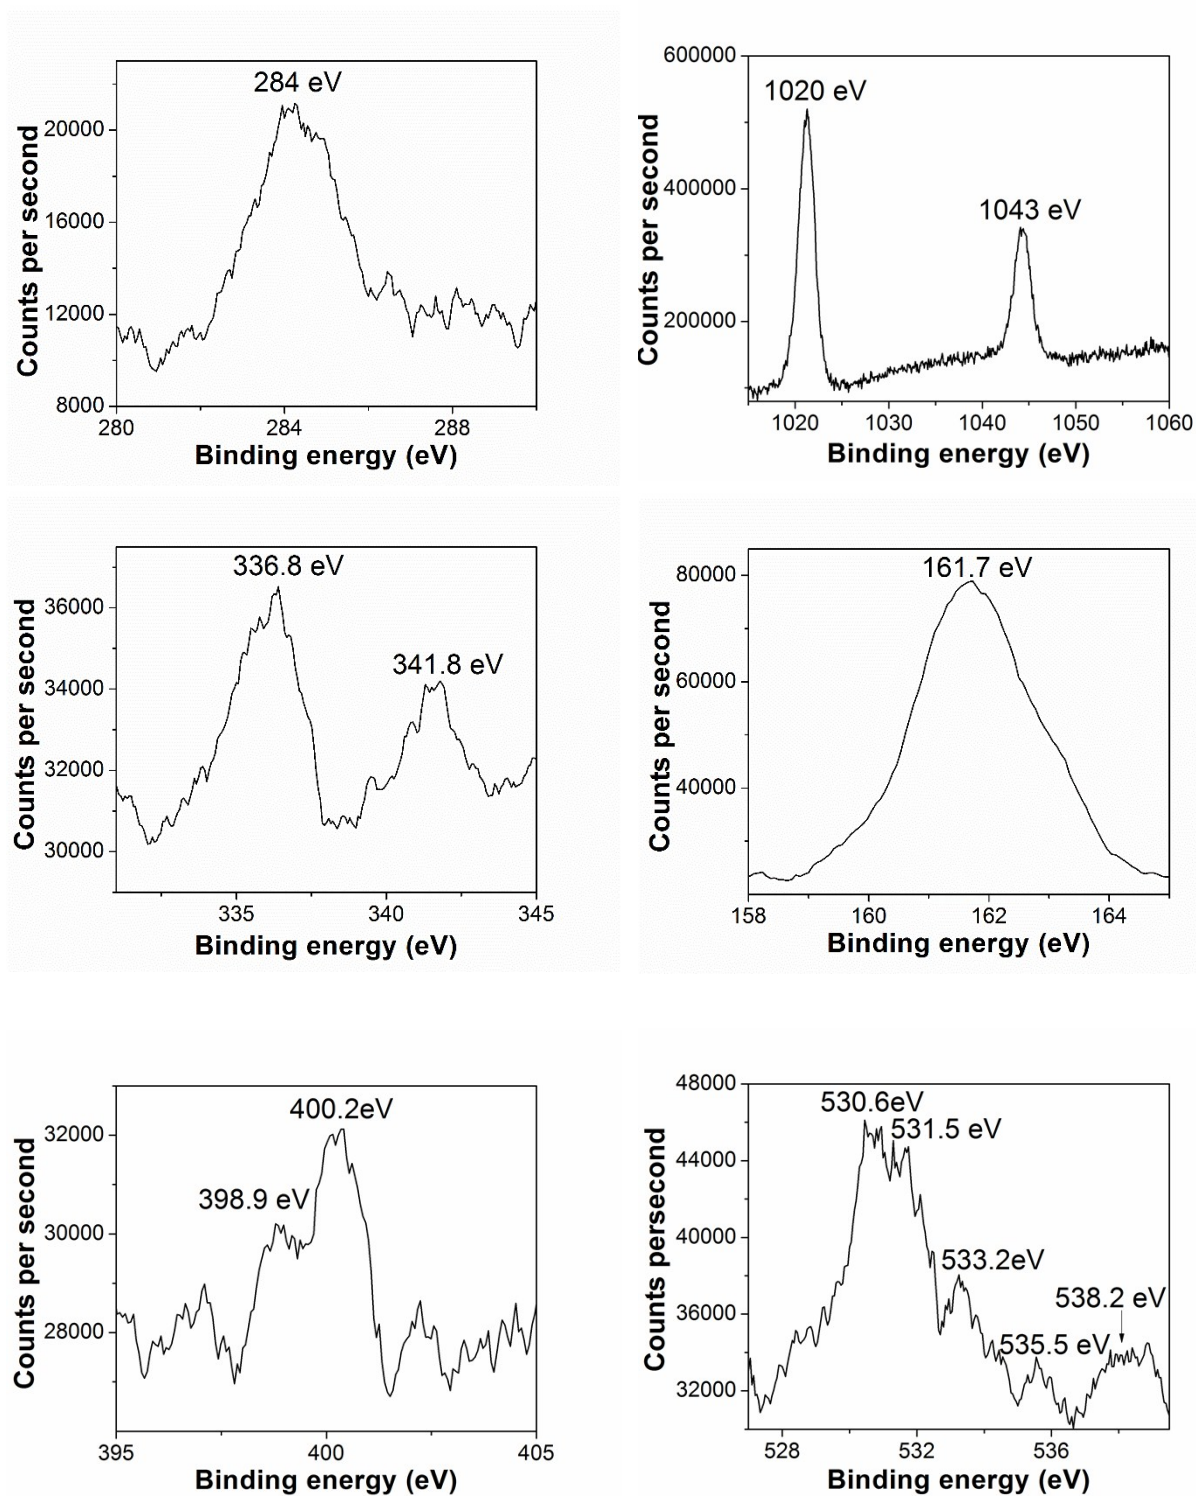 284 eV
20000
16000
12000
8000
280
284
288
Counts per second
Binding energy (eV)
1020 eV
1043 eV
600000
400000
200000
1020
1030
1040
1050
1060
Counts per second
Binding energy (eV)
336.8 eV
341.8 eV
36000
34000
32000
30000
335
340
345
Counts per second
Binding energy (eV)
161.7 eV
80000
60000
40000
158
160
162
164
Counts per second
Binding energy (eV)
400.2eV
398.9 eV
32000
30000
28000
395
400
405
Counts per second
Binding energy (eV)
530.6eV
531.5 eV
533.2eV
538.2 eV
535.5 eV
48000
44000
40000
36000
32000
528
532
536
Counts persecond
Binding energy (eV)